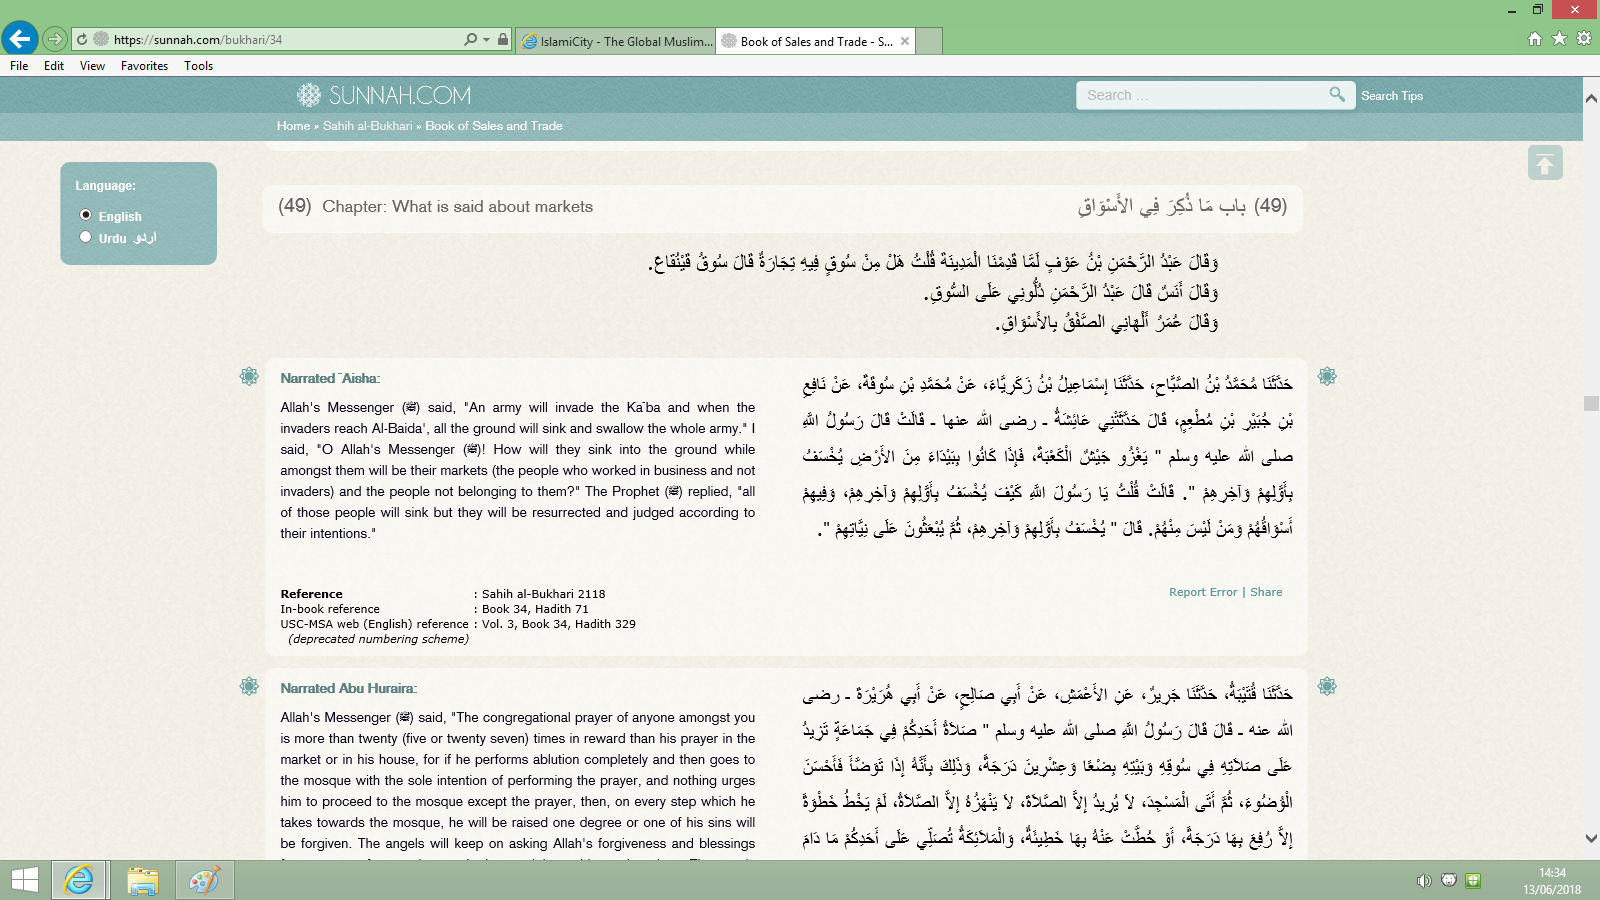 https://sunnah.com/bukhari/34
IslamiCity - The Global Muslim...
Book of Sales and Trade - S...
File Edit View Favorites Tools
SUNNAH.COM
Search …
Search Tips
Home » Sahih al-Bukhari » Book of Sales and Trade
Language:
English
Urdu اردو
(49) Chapter: What is said about markets
(49) باب مَا ذُكِرَ فِي الأَسْوَاقِ
وَقَالَ عَبْدُ الرَّحْمَنِ بْنُ عَوْفٍ لَمَّا قَدِمْنَا الْمَدِينَةَ قُلْتُ هَلْ مِنْ سُوقٍ فِيهِ تِجَارَةٌ قَالَ سُوقُ قَيْنُقَاعَ.
وَقَالَ أَنَسٌ قَالَ عَبْدُ الرَّحْمَنِ دُلُّونِي عَلَى السُّوقِ.
وَقَالَ عُمَرُ أَلْهَانِي الصَّفْقُ بِالأَسْوَاقِ.
Narrated `Aisha:
Allah's Messenger (ﷺ) said, "An army will invade the Ka`ba and when the
invaders reach Al-Baida', all the ground will sink and swallow the whole army." I
said, "O Allah's Messenger (ﷺ)! How will they sink into the ground while
amongst them will be their markets (the people who worked in business and not
invaders) and the people not belonging to them?" The Prophet (ﷺ) replied, "all
of those people will sink but they will be resurrected and judged according to
their intentions."
حَدَّثَنَا مُحَمَّدُ بْنُ الصَّبَّاحِ، حَدَّثَنَا إِسْمَاعِيلُ بْنُ زَكَرِيَّاءَ، عَنْ مُحَمَّدِ بْنِ سُوقَةَ، عَنْ نَافِعِ
بْنِ جُبَيْرِ بْنِ مُطْعِمٍ، قَالَ حَدَّثَتْنِي عَائِشَةُ ـ رضى الله عنها ـ قَالَتْ قَالَ رَسُولُ اللَّهِ
صلى الله عليه وسلم " يَغْزُو جَيْشٌ الْكَعْبَةَ، فَإِذَا كَانُوا بِبَيْدَاءَ مِنَ الأَرْضِ يُخْسَفُ
بِأَوَّلِهِمْ وَآخِرِهِمْ ". قَالَتْ قُلْتُ يَا رَسُولَ اللَّهِ كَيْفَ يُخْسَفُ بِأَوَّلِهِمْ وَآخِرِهِمْ، وَفِيهِمْ
أَسْوَاقُهُمْ وَمَنْ لَيْسَ مِنْهُمْ. قَالَ " يُخْسَفُ بِأَوَّلِهِمْ وَآخِرِهِمْ، ثُمَّ يُبْعَثُونَ عَلَى نِيَّاتِهِمْ ".
Reference : Sahih al-Bukhari 2118
In-book reference : Book 34, Hadith 71
USC-MSA web (English) reference : Vol. 3, Book 34, Hadith 329
(deprecated numbering scheme)
Report Error | Share
Narrated Abu Huraira:
Allah's Messenger (ﷺ) said, "The congregational prayer of anyone amongst you
is more than twenty (five or twenty seven) times in reward than his prayer in the
market or in his house, for if he performs ablution completely and then goes to
the mosque with the sole intention of performing the prayer, and nothing urges
him to proceed to the mosque except the prayer, then, on every step which he
takes towards the mosque, he will be raised one degree or one of his sins will
be forgiven. The angels will keep on asking Allah's forgiveness and blessings
حَدَّثَنَا قُتَيْبَةُ، حَدَّثَنَا جَرِيرٌ، عَنِ الأَعْمَشِ، عَنْ أَبِي صَالِحٍ، عَنْ أَبِي هُرَيْرَةَ ـ رضى
الله عنه ـ قَالَ قَالَ رَسُولُ اللَّهِ صلى الله عليه وسلم " صَلاَةُ أَحَدِكُمْ فِي جَمَاعَةٍ تَزِيدُ
عَلَى صَلاَتِهِ فِي سُوقِهِ وَبَيْتِهِ بِضْعًا وَعِشْرِينَ دَرَجَةً، وَذَلِكَ بِأَنَّهُ إِذَا تَوَضَّأَ فَأَحْسَنَ
الْوُضُوءَ، ثُمَّ أَتَى الْمَسْجِدَ، لاَ يُرِيدُ إِلاَّ الصَّلاَةَ، لاَ يَنْهَزُهُ إِلاَّ الصَّلاَةُ، لَمْ يَخْطُ خَطْوَةً
إِلاَّ رُفِعَ بِهَا دَرَجَةً، أَوْ حُطَّتْ عَنْهُ بِهَا خَطِيئَةٌ، وَالْمَلاَئِكَةُ تُصَلِّي عَلَى أَحَدِكُمْ مَا دَامَ
14:34
13/06/2018